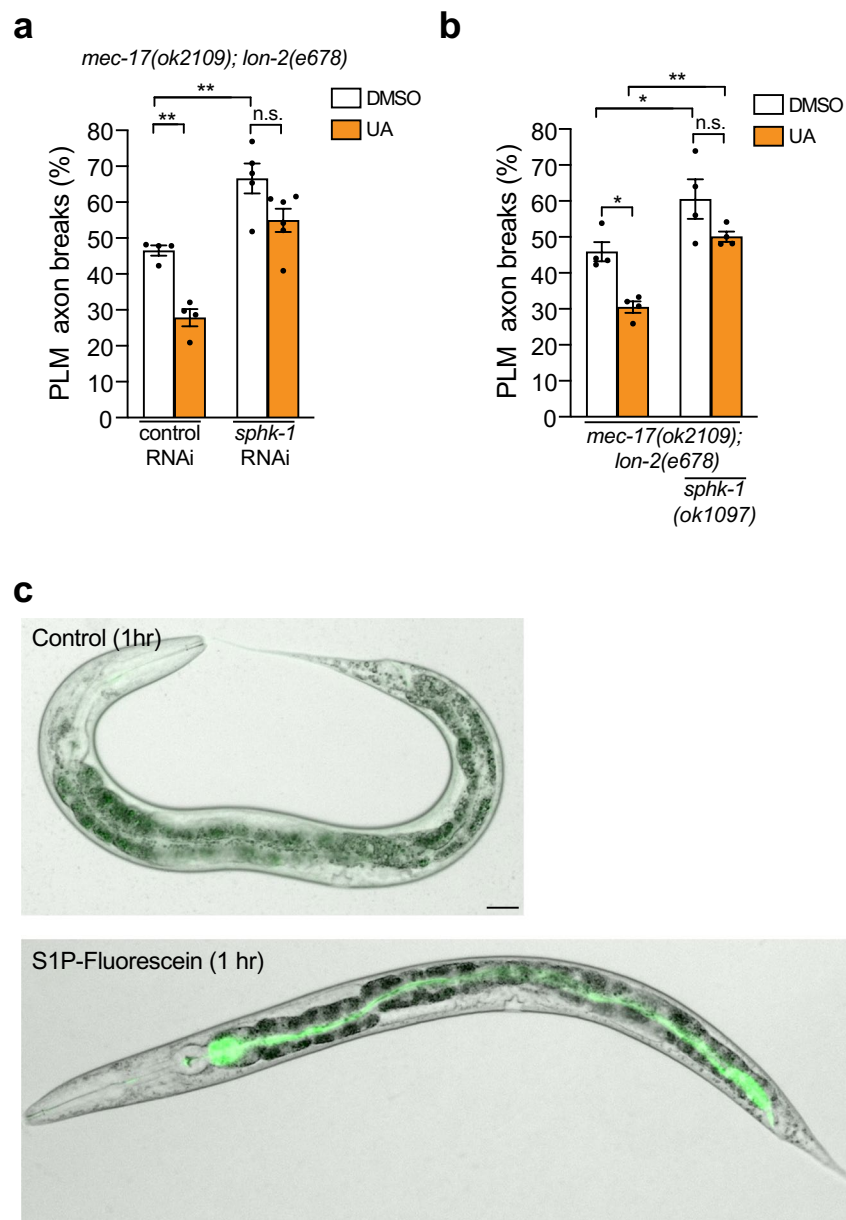 a
mec-17(ok2109); lon-2(e678)
**
**
n.s.
DMSO
UA
PLM axon breaks (%)
80
70
60
50
40
30
20
10
0
control
RNAi
sphk-1
RNAi
b
**
*
n.s.
*
DMSO
UA
PLM axon breaks (%)
80
70
60
50
40
30
20
10
0
mec-17(ok2109);
lon-2(e678)
sphk-1
(ok1097)
c
Control (1hr)
S1P-Fluorescein (1 hr)